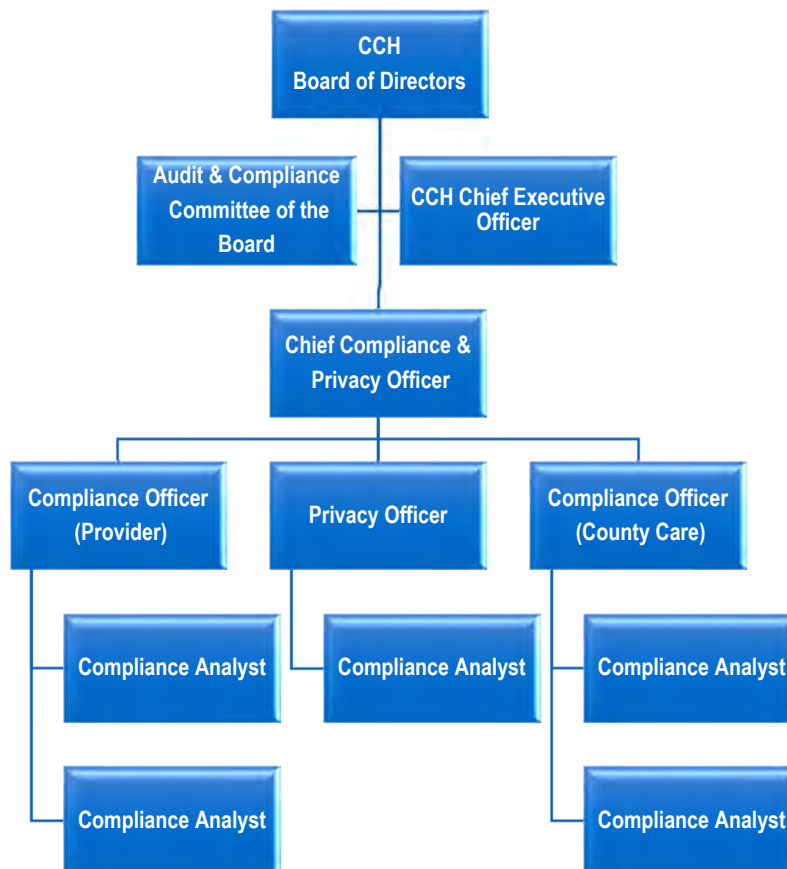 CCH
Board of Directors
Audit & Compliance
Committee of the
Board
CCH Chief Executive
Officer
Chief Compliance &
Privacy Officer
Compliance Officer
(Provider)
Privacy Officer
Compliance Officer
(County Care)
Compliance Analyst
Compliance Analyst
Compliance Analyst
Compliance Analyst
Compliance Analyst